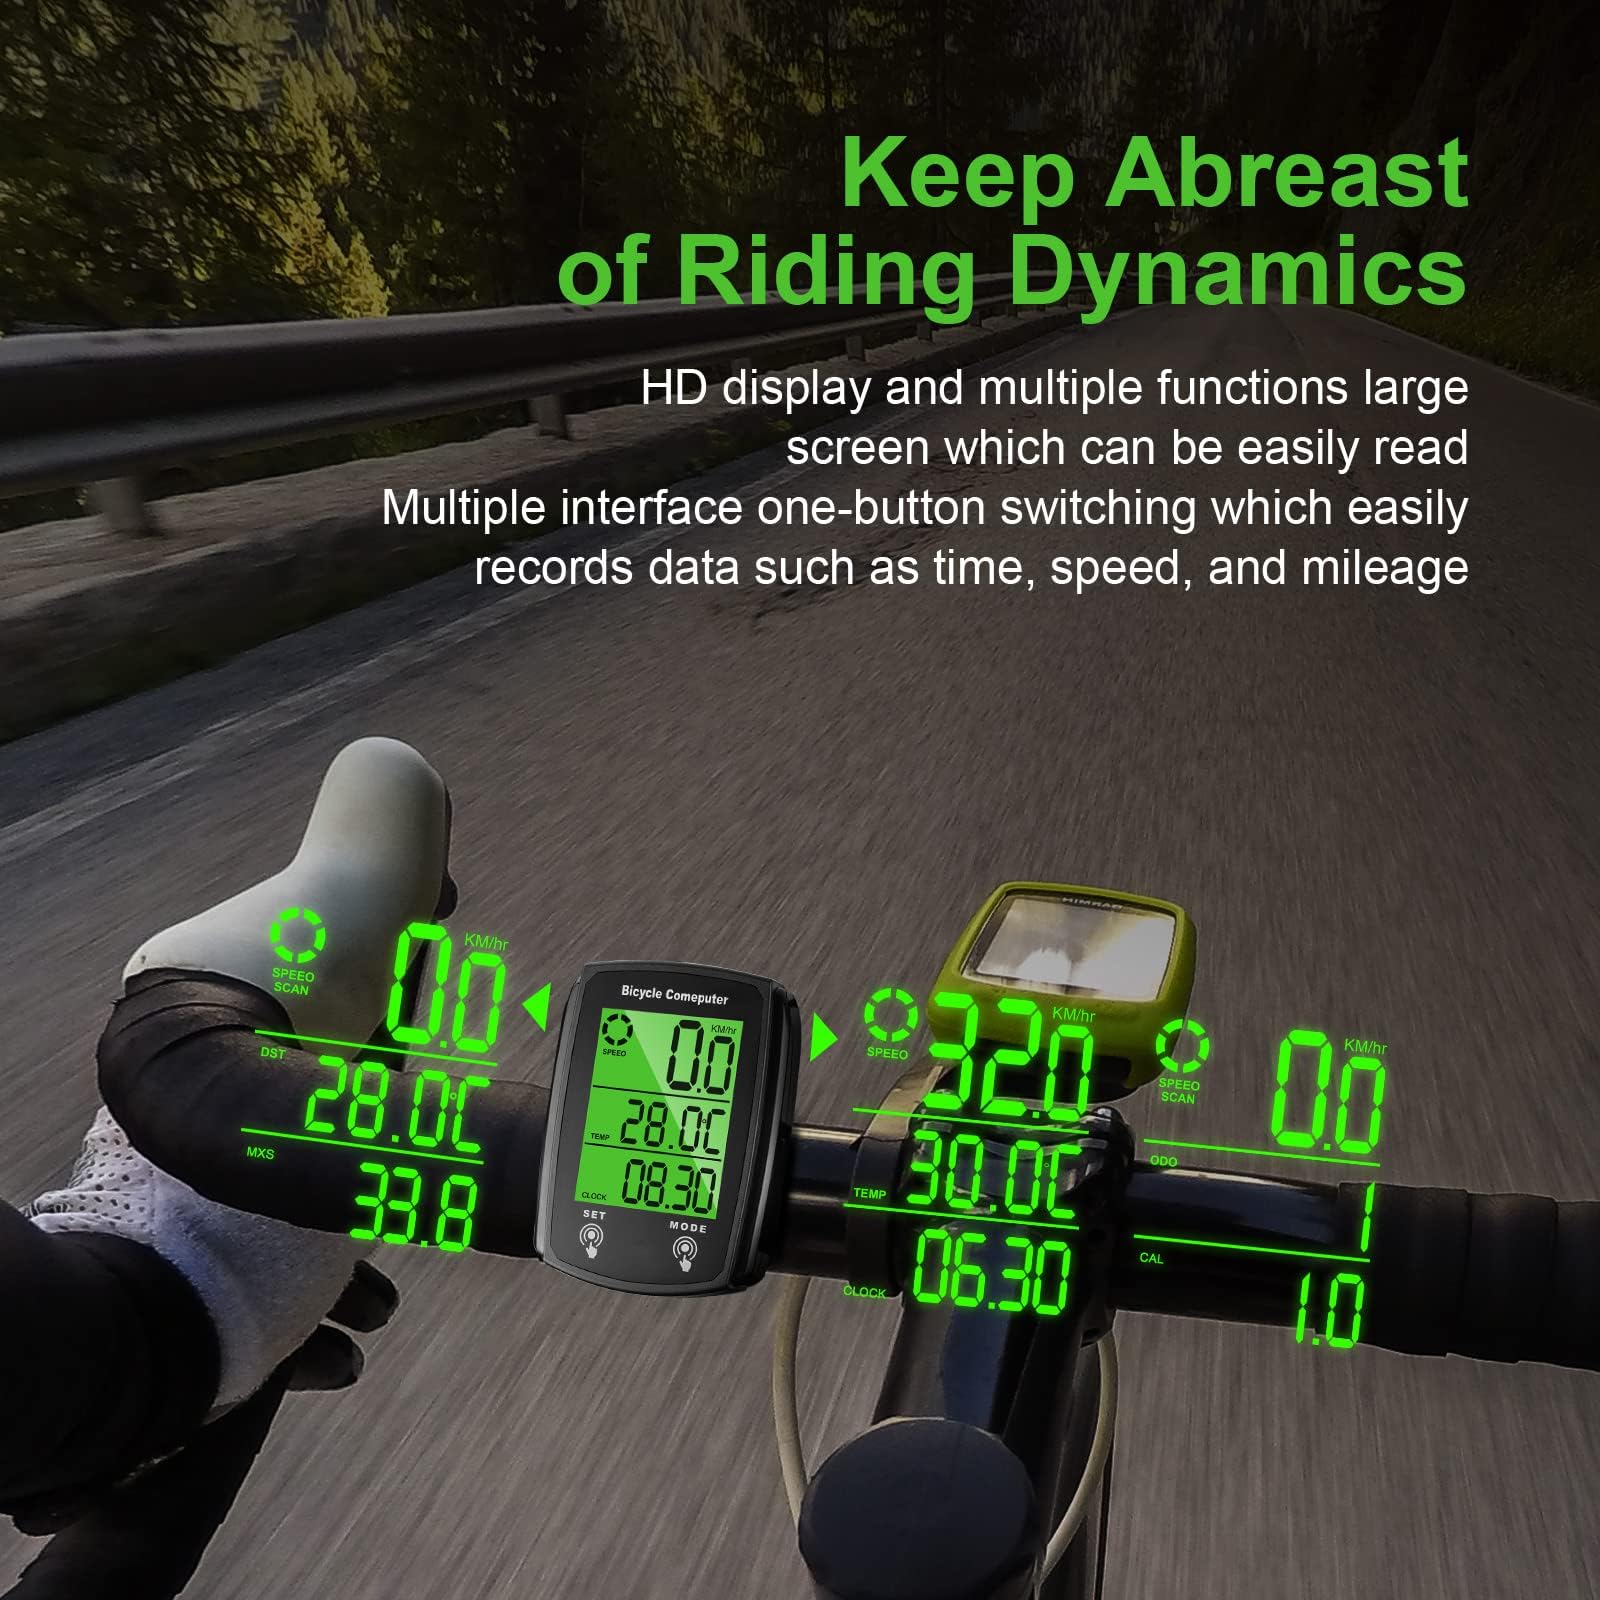 Keep Abreast
of Riding Dynamics
HD display and multiple functions large
screen which can be easily read
Multiple interface one-button switching which easily
records data such as time, speed, and mileage
KM/hr
0.0
SPEEO
SCAN
DST
28.0°C
MXS
33.8
Bicycle Comeputer
KM/hr
0.0
SPEEO
TEMP
28.0°C
CLOCK
08.30
SET
MODE
GARMIN
KM/hr
32.0
SPEEO
TEMP
30.0°C
CLOCK
06.30
KM/hr
0.0
SPEEO
SCAN
ODO
1
CAL
1.0